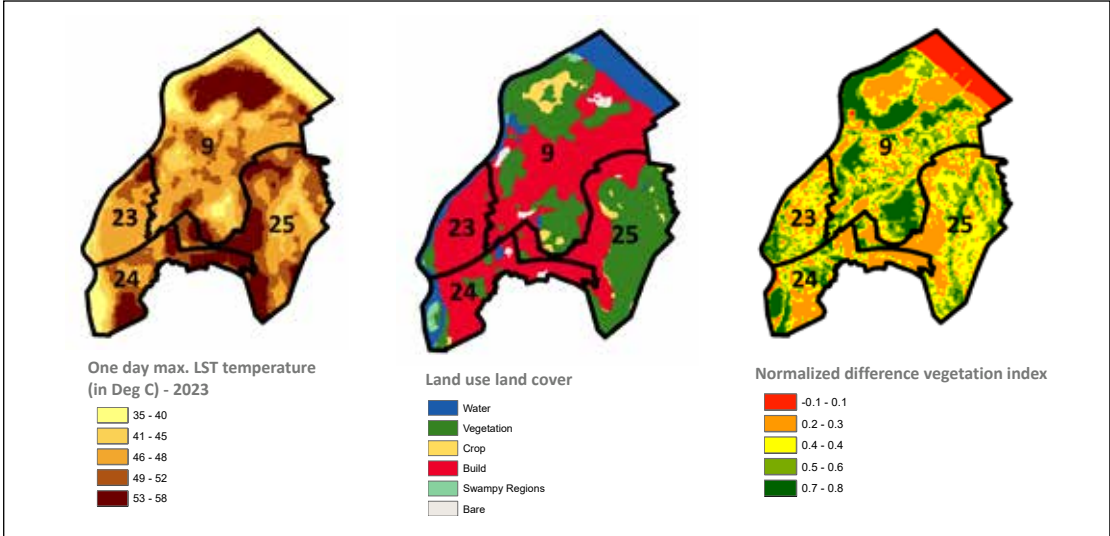 9
23
25
24
One day max. LST temperature
(in Deg C) - 2023
35 - 40
41 - 45
46 - 48
49 - 52
53 - 58
9
23
25
24
Land use land cover
Water
Vegetation
Crop
Build
Swampy Regions
Bare
9
23
25
24
Normalized difference vegetation index
-0.1 - 0.1
0.2 - 0.3
0.4 - 0.4
0.5 - 0.6
0.7 - 0.8